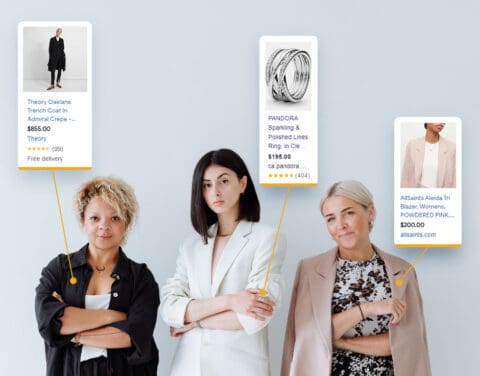 Theory Oaklane
Trench Coat In
Admiral Crepe -...
$855.00
Theory
(99)
Free delivery
PANDORA
Sparkling &
Polished Lines
Ring, in Cle...
$195.00
ca.pandora....
(404)
AllSaints Aleida Tri
Blazer, Womens,
POWDERED PINK,...
$200.00
allsaints.com